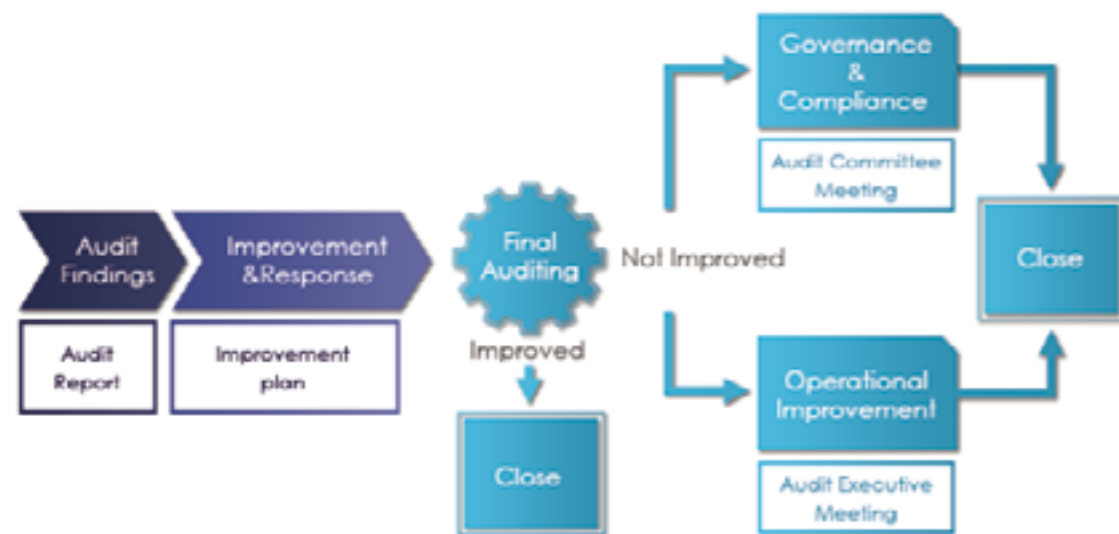 Audit
Findings
Audit
Report
Improvement
&Response
Improvement
plan
Final
Auditing
Improved
Close
Not Improved
Governance
&
Compliance
Audit Committee
Meeting
Operational
Improvement
Audit Executive
Meeting
Close